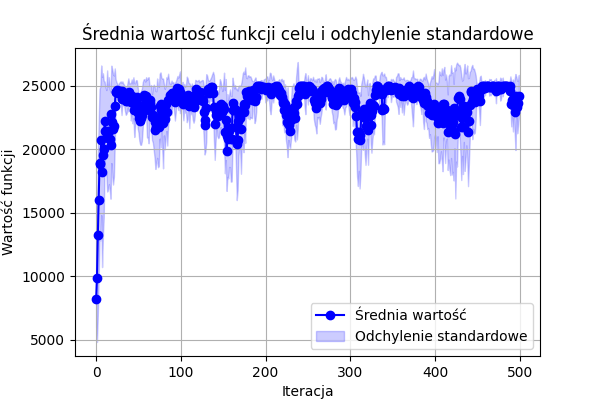 Średnia wartość funkcji celu i odchylenie standardowe
Wartość funkcji
25000
20000
15000
10000
5000
Średnia wartość
Odchylenie standardowe
0 100 200 300 400 500
Iteracja